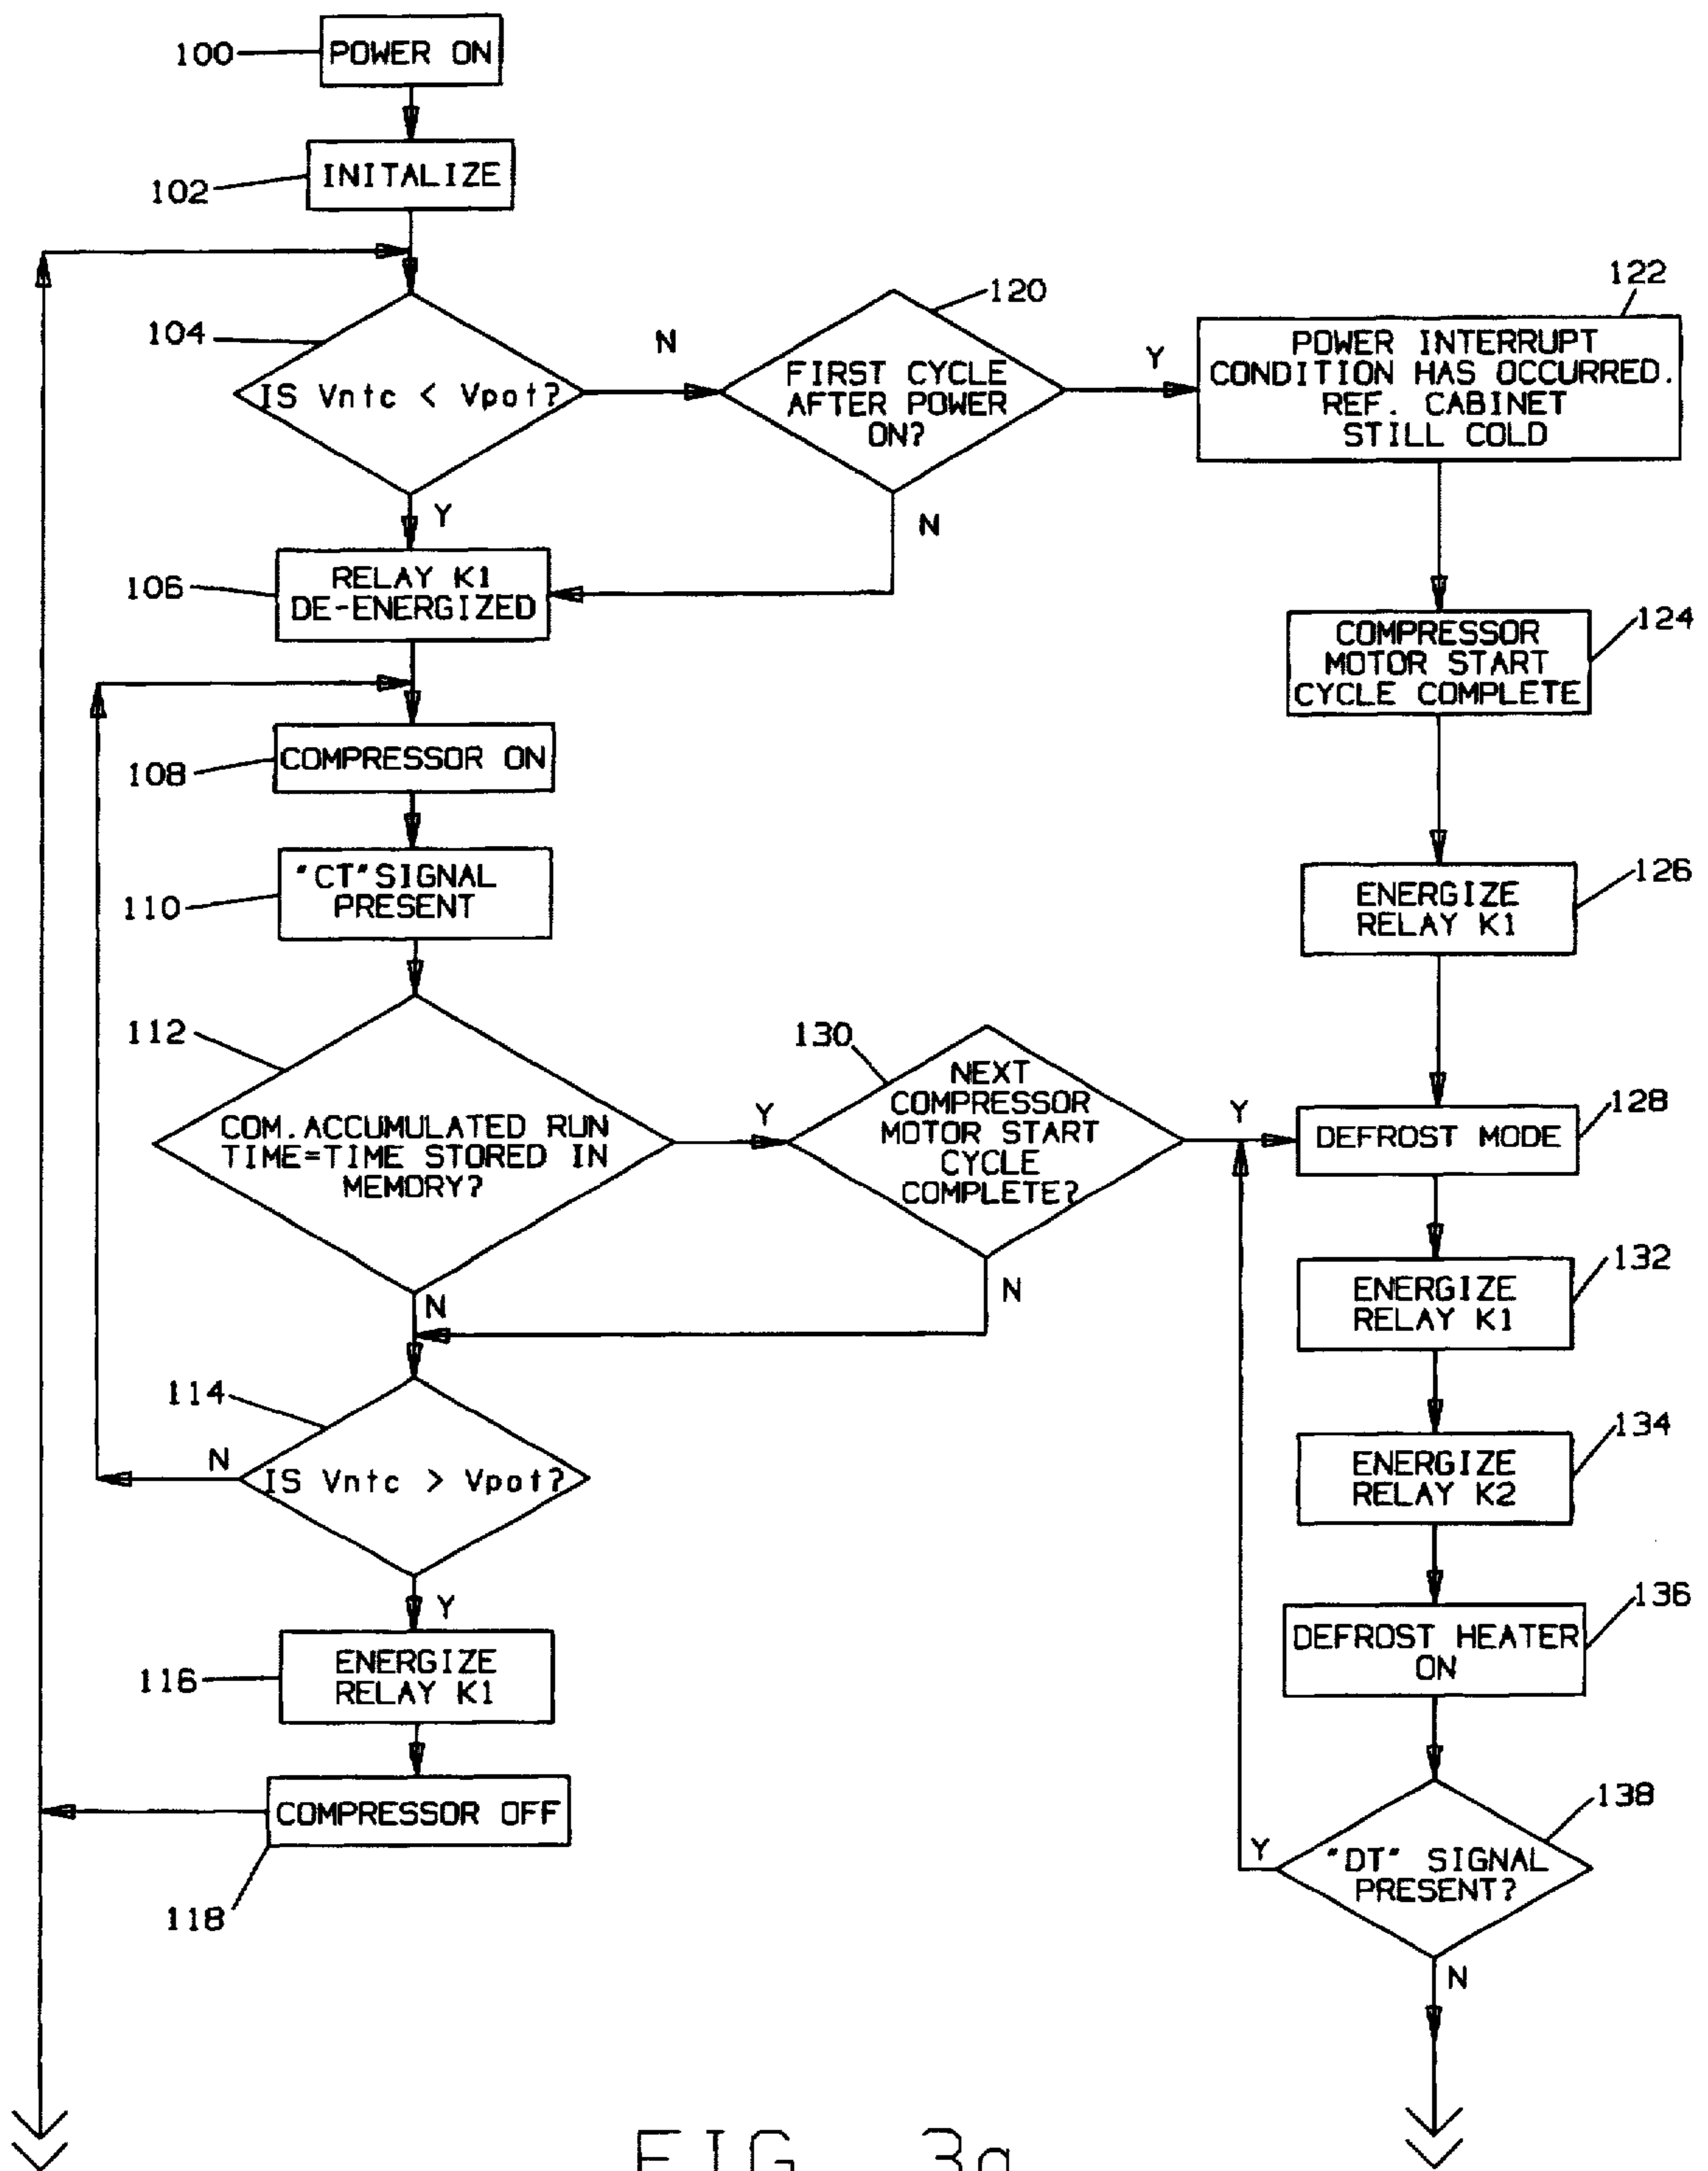 100
POWER ON
102
INITALIZE
104
IS Vntc < Vpot?
N
Y
120
FIRST CYCLE
AFTER POWER
ON?
Y
N
122
POWER INTERRUPT
CONDITION HAS OCCURRED.
REF. CABINET
STILL COLD
106
RELAY K1
DE-ENERGIZED
124
COMPRESSOR
MOTOR START
CYCLE COMPLETE
108
COMPRESSOR ON
110
"CT"SIGNAL
PRESENT
126
ENERGIZE
RELAY K1
112
COM.ACCUMULATED RUN
TIME=TIME STORED IN
MEMORY?
Y
N
130
NEXT
COMPRESSOR
MOTOR START
CYCLE
COMPLETE?
Y
N
128
DEFROST MODE
132
ENERGIZE
RELAY K1
114
IS Vntc > Vpot?
N
Y
134
ENERGIZE
RELAY K2
116
ENERGIZE
RELAY K1
136
DEFROST HEATER
ON
118
COMPRESSOR OFF
138
"DT" SIGNAL
PRESENT?
Y
N
FIG. 3a